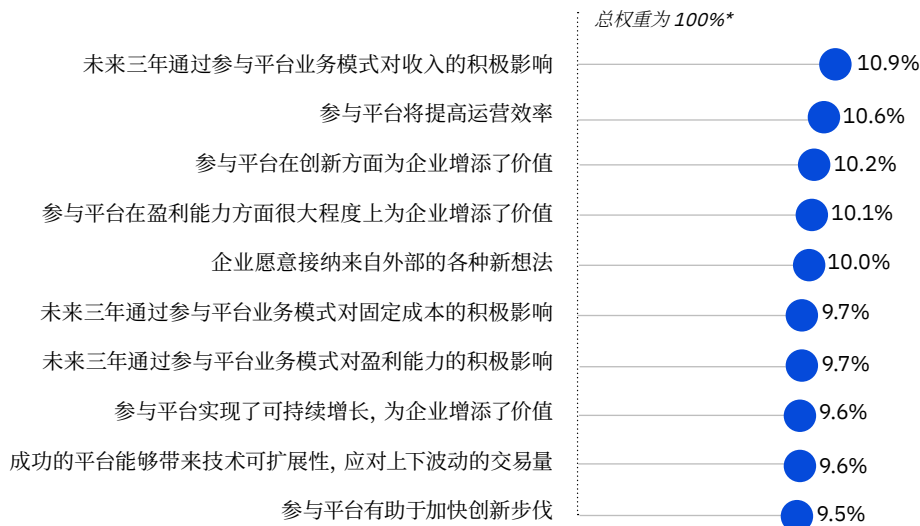 总权重为 100%*
未来三年通过参与平台业务模式对收入的积极影响 10.9%
参与平台将提高运营效率 10.6%
参与平台在创新方面为企业增添了价值 10.2%
参与平台在盈利能力方面很大程度上为企业增添了价值 10.1%
企业愿意接纳来自外部的各种新想法 10.0%
未来三年通过参与平台业务模式对固定成本的积极影响 9.7%
未来三年通过参与平台业务模式对盈利能力的积极影响 9.7%
参与平台实现了可持续增长, 为企业增添了价值 9.6%
成功的平台能够带来技术可扩展性, 应对上下波动的交易量 9.6%
参与平台有助于加快创新步伐 9.5%